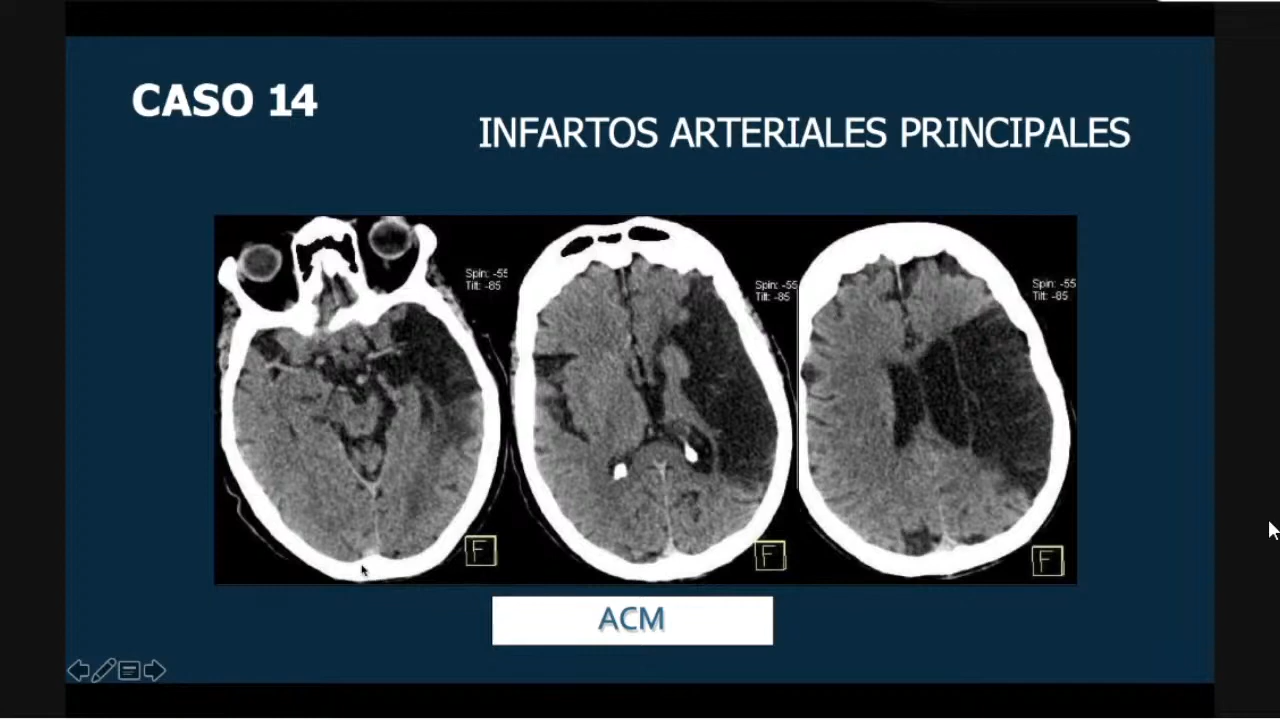 CASO 14
INFARTOS ARTERIALES PRINCIPALES
Spin: -55
Tilt: -85
Spin: -55
Tilt: -85
Spin: -55
Tilt: -85
F
F
F
ACM